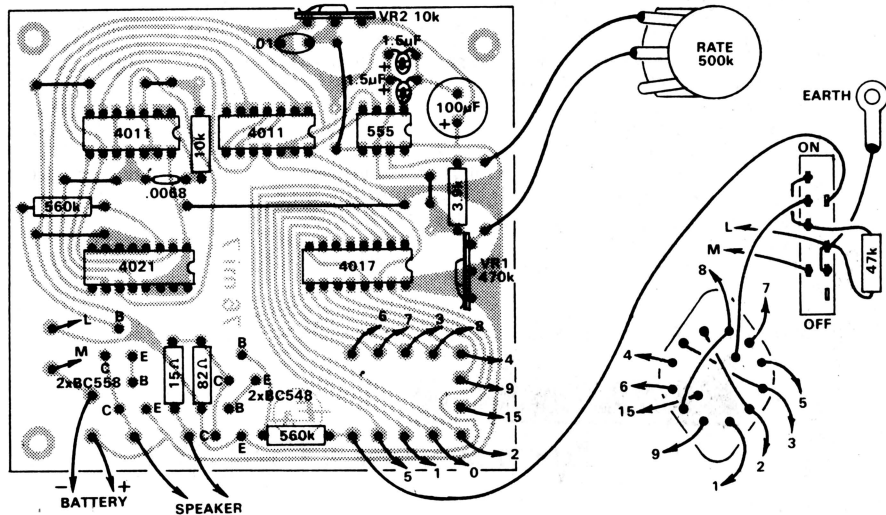 VR2 10k
.01
1.5µF
1.5µF
+
+
100µF
+
RATE
500k
EARTH
4011
10k
4011
555
3.9k
.0068
560k
4021
4017
VR1
470k
ON
L
M
47k
OFF
L
B
M
C
E
B
2xBC558
C
E
15Ω
82Ω
B
C
E
2xBC548
B
C
E
560k
6
7
3
8
4
9
15
2
0
1
5
8
7
4
6
15
9
1
2
3
5
-
+
BATTERY
SPEAKER